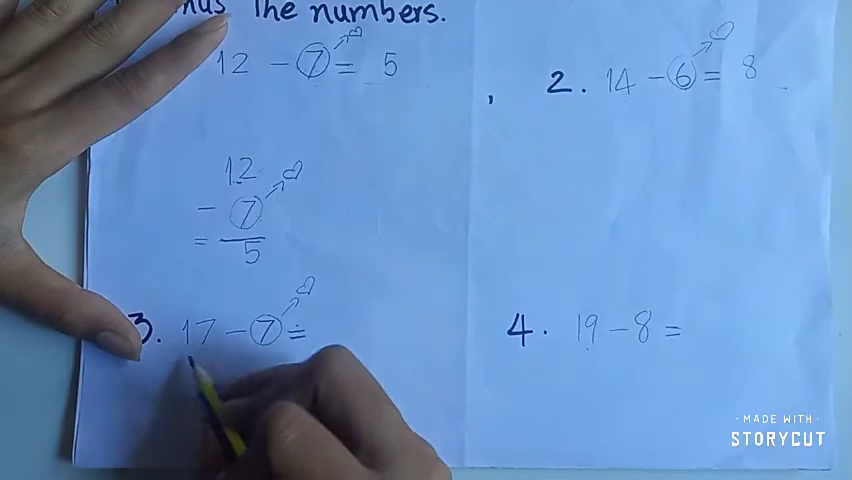 The numbers.
12 - 7 = 5
2. 14 - 6 = 8
12
- 7
= 5
3. 17 - 7 =
4. 19 - 8 =
MADE WITH
STORYCUT